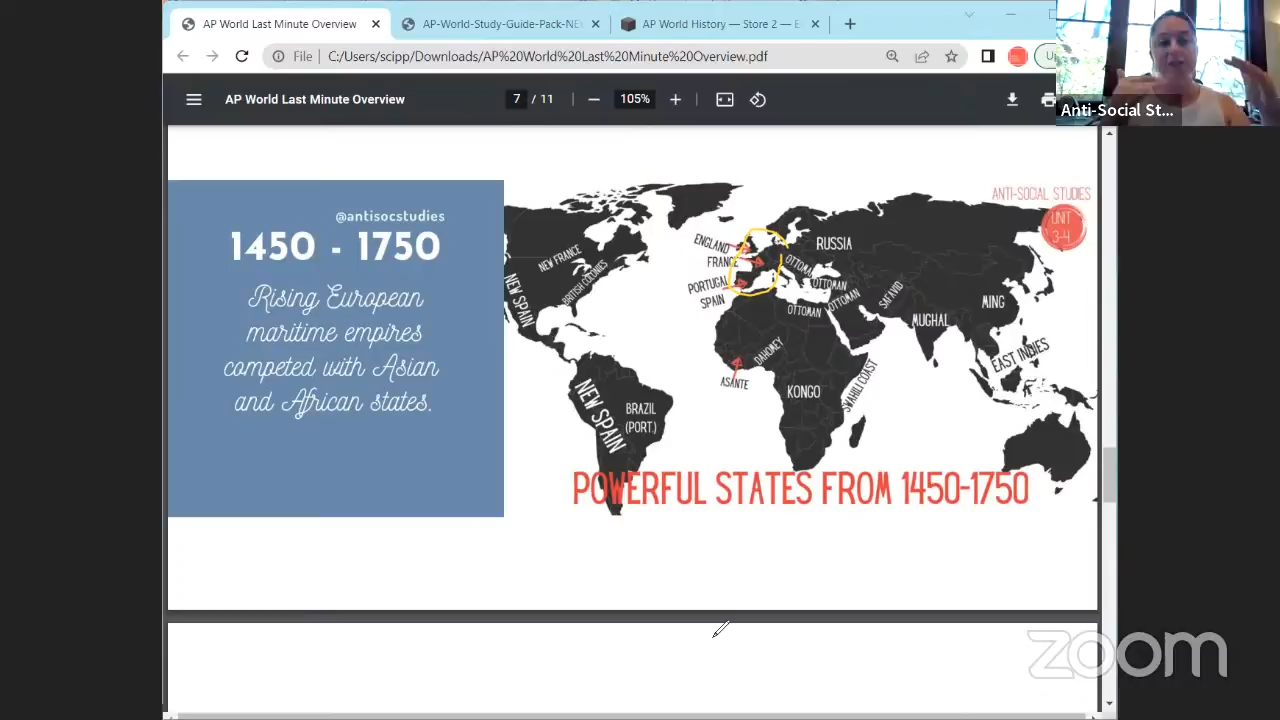 AP World Last Minute Overview
AP-World-Study-Guide-Pack-NE
AP World History — Store 2 — E
File
C:/Users/scipp/Downloads/AP%20World%20Last%20Minute%20Overview.pdf
AP World Last Minute Overview
7 / 11
105%
Anti-Social St...
@antisocstudies
1450 - 1750
Rising European
maritime empires
competed with Asian
and African states.
ANTI-SOCIAL STUDIES
UNIT
3-4
NEW FRANCE
BRITISH COLONIES
NEW SPAIN
ENGLAND
FRANCE
PORTUGAL
SPAIN
RUSSIA
OTTOMAN
OTTOMAN
OTTOMAN
OTTOMAN
SAFAVID
MUGHAL
MING
EAST INDIES
DAHOMEY
ASANTE
KONGO
SWAHILI COAST
NEW SPAIN
BRAZIL
(PORT.)
POWERFUL STATES FROM 1450-1750
zoom